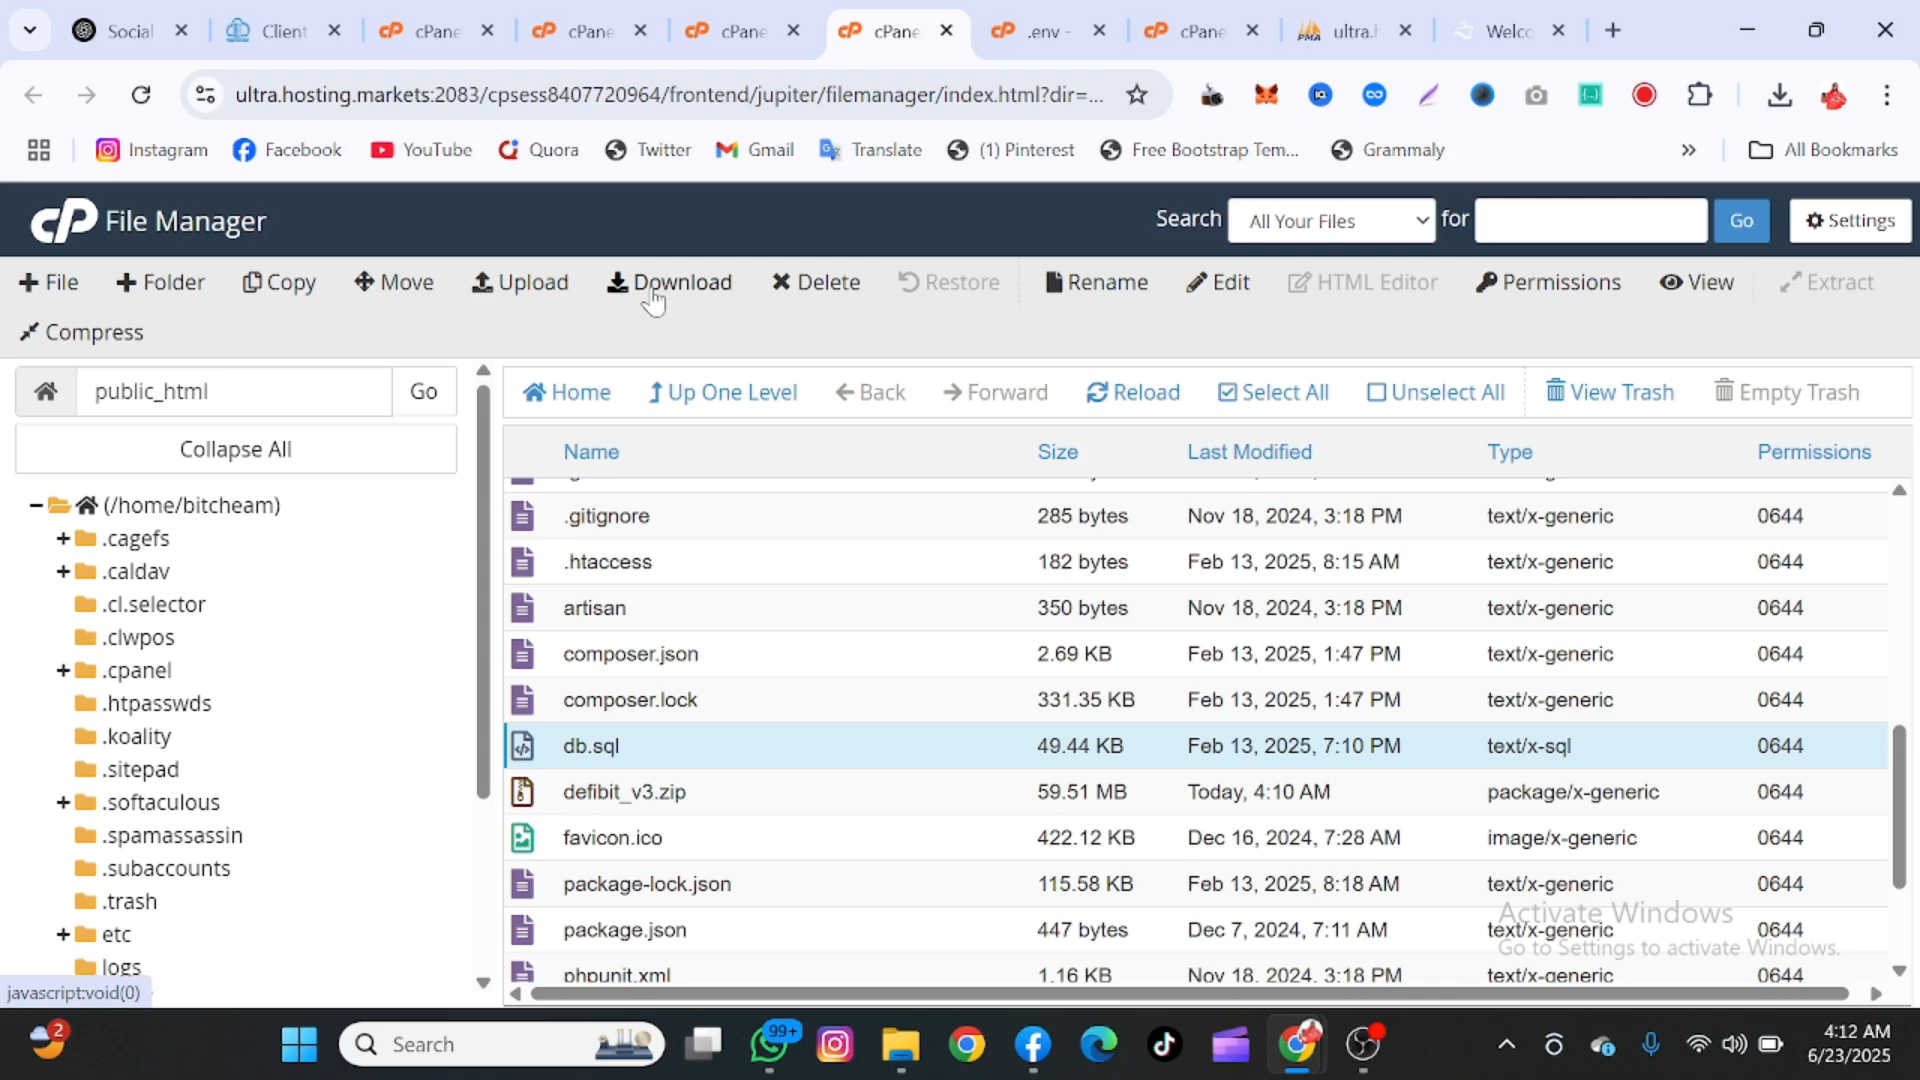 Social
Client
cPane
cPane
cPane
cPane
.env -
cPane
ultra.h
Welco
ultra.hosting.markets:2083/cpsess8407720964/frontend/jupiter/filemanager/index.html?dir=...
Instagram
Facebook
YouTube
Quora
Twitter
Gmail
Translate
(1) Pinterest
Free Bootstrap Tem...
Grammaly
»
All Bookmarks
cP File Manager
Search
All Your Files
for
Go
Settings
File
Folder
Copy
Move
Upload
Download
Delete
Restore
Rename
Edit
HTML Editor
Permissions
View
Extract
Compress
public_html
Go
Collapse All
(/home/bitcheam)
.cagefs
.caldav
.cl.selector
.clwpos
.cpanel
.htpasswds
.koality
.sitepad
.softaculous
.spamassassin
.subaccounts
.trash
etc
logs
javascript:void(0)
Home
Up One Level
Back
Forward
Reload
Select All
Unselect All
View Trash
Empty Trash
Name Size Last Modified Type Permissions
.gitignore 285 bytes Nov 18, 2024, 3:18 PM text/x-generic 0644
.htaccess 182 bytes Feb 13, 2025, 8:15 AM text/x-generic 0644
artisan 350 bytes Nov 18, 2024, 3:18 PM text/x-generic 0644
composer.json 2.69 KB Feb 13, 2025, 1:47 PM text/x-generic 0644
composer.lock 331.35 KB Feb 13, 2025, 1:47 PM text/x-generic 0644
db.sql 49.44 KB Feb 13, 2025, 7:10 PM text/x-sql 0644
defibit_v3.zip 59.51 MB Today, 4:10 AM package/x-generic 0644
favicon.ico 422.12 KB Dec 16, 2024, 7:28 AM image/x-generic 0644
package-lock.json 115.58 KB Feb 13, 2025, 8:18 AM text/x-generic 0644
package.json 447 bytes Dec 7, 2024, 7:11 AM text/x-generic 0644
phpunit.xml 1.16 KB Nov 18, 2024, 3:18 PM text/x-generic 0644
Activate Windows
Go to Settings to activate Windows.
2
Search
99+
4:12 AM
6/23/2025